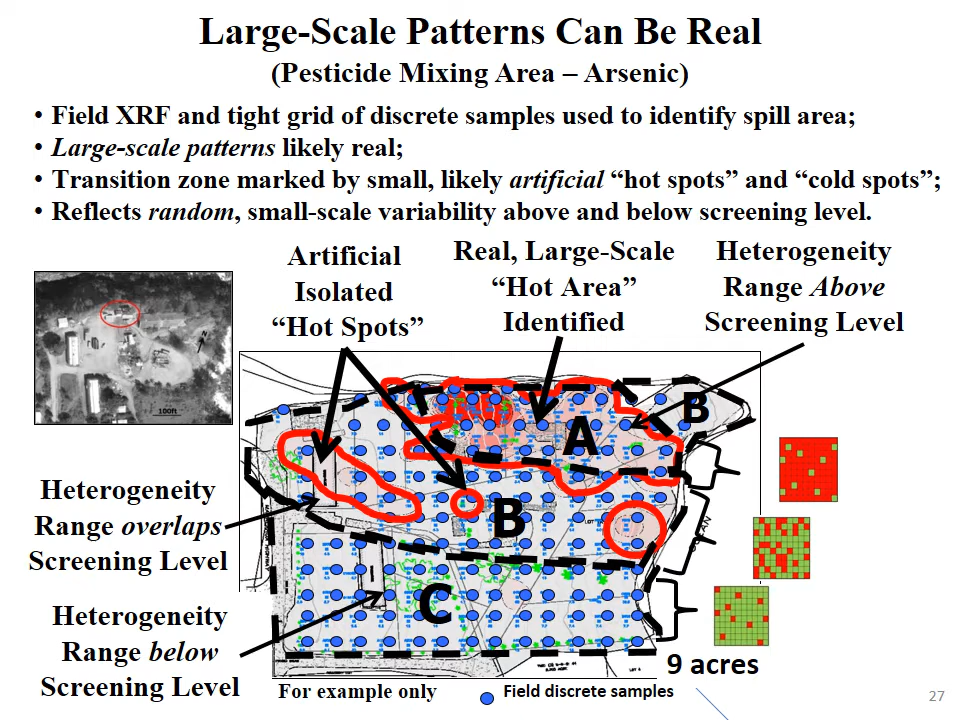 Large-Scale Patterns Can Be Real
(Pesticide Mixing Area – Arsenic)
• Field XRF and tight grid of discrete samples used to identify spill area;
• Large-scale patterns likely real;
• Transition zone marked by small, likely artificial “hot spots” and “cold spots”;
• Reflects random, small-scale variability above and below screening level.
Artificial
Isolated
“Hot Spots”
Real, Large-Scale
“Hot Area”
Identified
Heterogeneity
Range Above
Screening Level
N
100ft
A
B
B
C
Heterogeneity
Range overlaps
Screening Level
Heterogeneity
Range below
Screening Level
9 acres
For example only
Field discrete samples
27